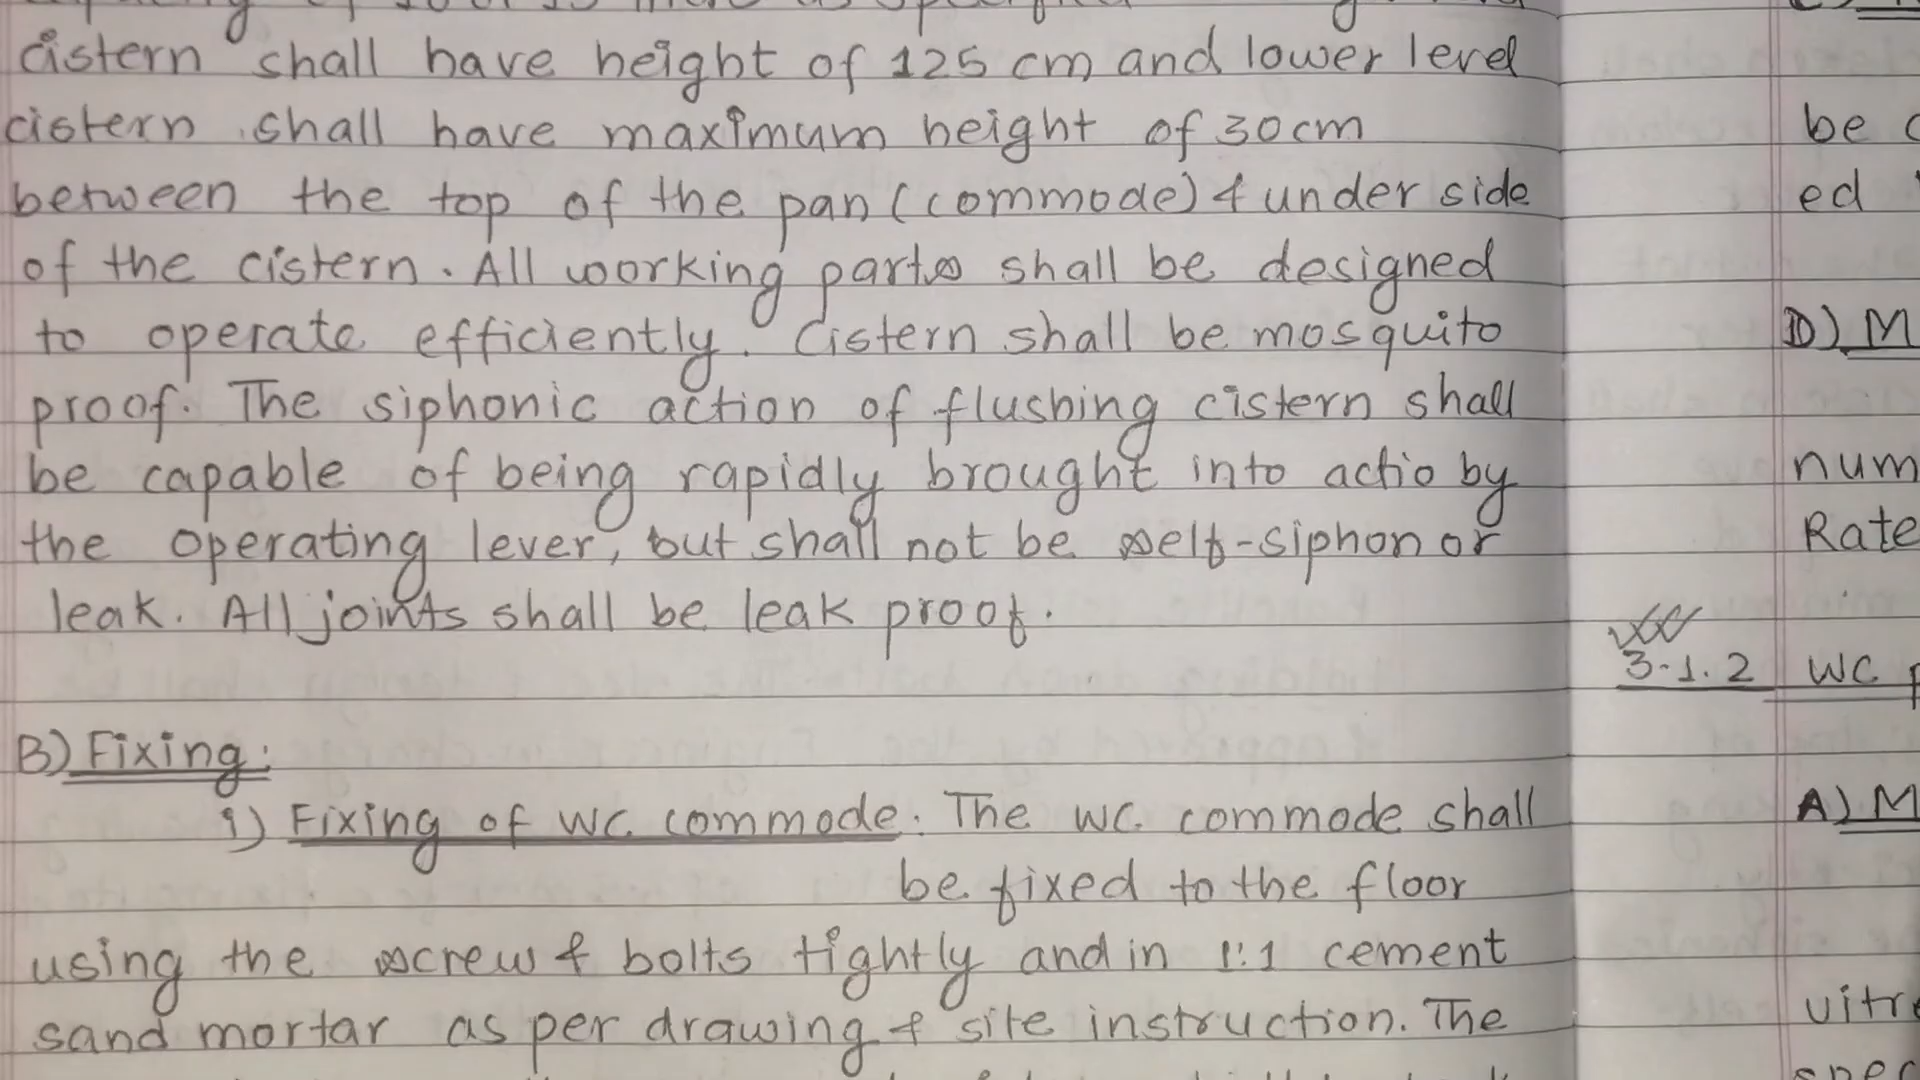 cistern shall have height of 125 cm and lower level
cistern shall have maximum height of 30cm
between the top of the pan (commode) & under side
of the cistern. All working parts shall be designed
to operate efficiently. Cistern shall be mosquito
proof. The siphonic action of flushing cistern shall
be capable of being rapidly brought into actio by
the operating lever, but shall not be self-siphon or
leak. All joints shall be leak proof.
B) Fixing:
i) Fixing of WC commode. The WC commode shall
be fixed to the floor
using the screw & bolts tightly and in 1:1 cement
sand mortar as per drawing & site instruction. The
be
ed
D) M
num
Rate
3-1.2 WC
A) M
vitr